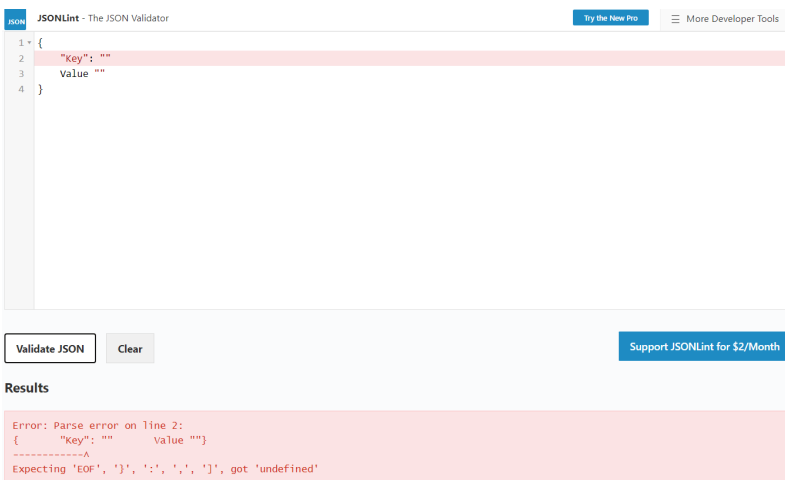 JSON JSONLint - The JSON Validator Try the New Pro ☰ More Developer Tools
1 {
2 "Key": ""
3 Value ""
4 }
Validate JSON Clear Support JSONLint for $2/Month
Results
Error: Parse error on line 2:
{ "Key": "" Value ""}
------------^
Expecting 'EOF', '}', ':', ',', ']', got 'undefined'